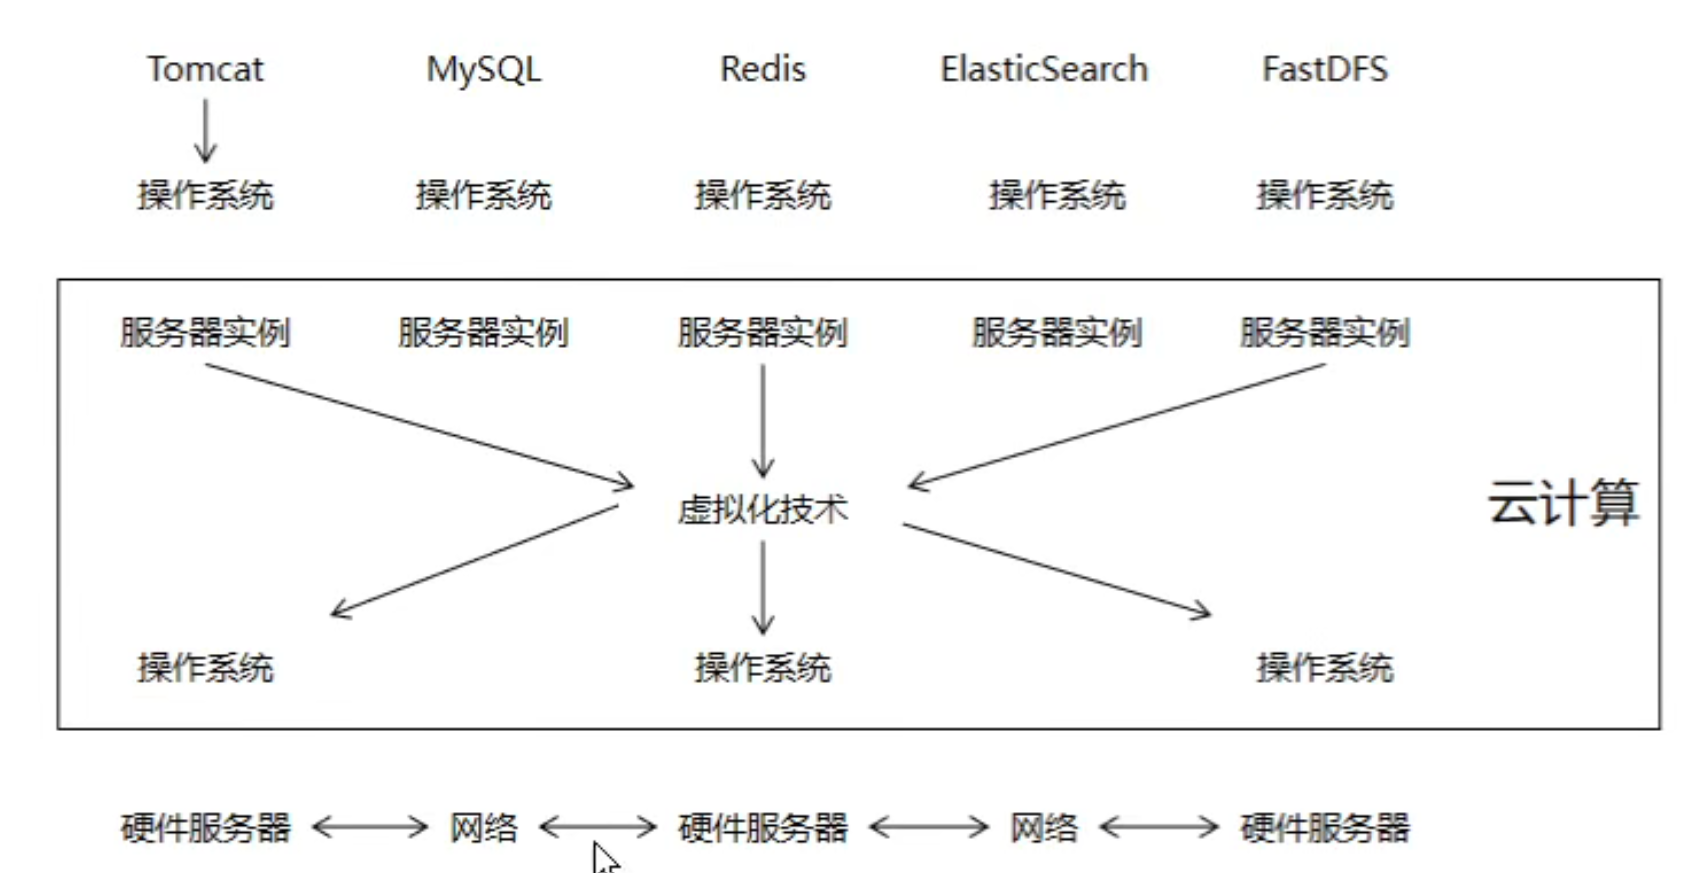 Tomcat MySQL Redis ElasticSearch FastDFS
操作系统 操作系统 操作系统 操作系统 操作系统
服务器实例 服务器实例 服务器实例 服务器实例 服务器实例
虚拟化技术
云计算
操作系统 操作系统 操作系统
硬件服务器 网络 硬件服务器 网络 硬件服务器